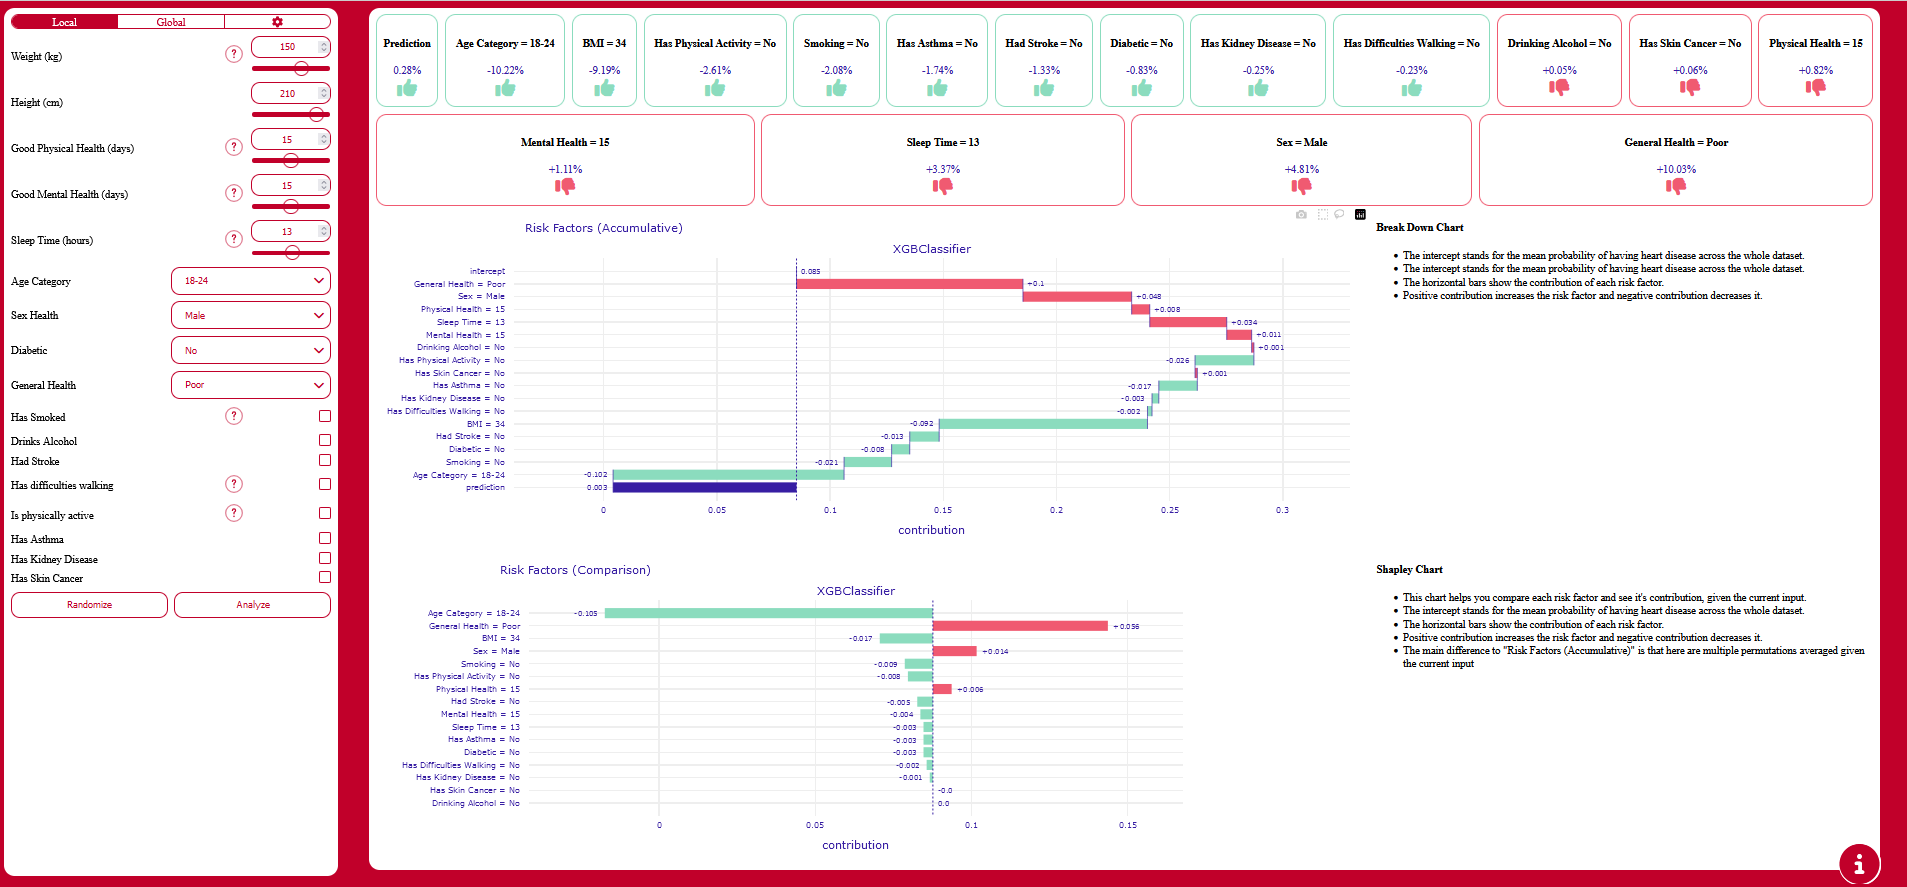 Local
Global
Weight (kg)
?
150
Height (cm)
210
Good Physical Health (days)
?
15
Good Mental Health (days)
?
15
Sleep Time (hours)
?
13
Age Category
18-24
Sex Health
Male
Diabetic
No
General Health
Poor
Has Smoked
?
Drinks Alcohol
Had Stroke
Has difficulties walking
?
Is physically active
?
Has Asthma
Has Kidney Disease
Has Skin Cancer
Randomize
Analyze
Prediction
0.28%
Age Category = 18-24
-10.22%
BMI = 34
-9.19%
Has Physical Activity = No
-2.61%
Smoking = No
-2.08%
Has Asthma = No
-1.74%
Had Stroke = No
-1.33%
Diabetic = No
-0.83%
Has Kidney Disease = No
-0.25%
Has Difficulties Walking = No
-0.23%
Drinking Alcohol = No
+0.05%
Has Skin Cancer = No
+0.06%
Physical Health = 15
+0.82%
Mental Health = 15
+1.11%
Sleep Time = 13
+3.37%
Sex = Male
+4.81%
General Health = Poor
+10.03%
Risk Factors (Accumulative)
XGBClassifier
intercept
0.085
General Health = Poor
+0.1
Sex = Male
+0.048
Physical Health = 15
+0.008
Sleep Time = 13
+0.034
Mental Health = 15
+0.011
Drinking Alcohol = No
+0.001
Has Physical Activity = No
-0.026
Has Skin Cancer = No
+0.001
Has Asthma = No
-0.017
Has Kidney Disease = No
-0.003
Has Difficulties Walking = No
-0.002
BMI = 34
-0.092
Had Stroke = No
-0.013
Diabetic = No
-0.008
Smoking = No
-0.021
Age Category = 18-24
-0.102
prediction
0.003
0 0.05 0.1 0.15 0.2 0.25 0.3
contribution
Break Down Chart
• The intercept stands for the mean probability of having heart disease across the whole dataset.
• The intercept stands for the mean probability of having heart disease across the whole dataset.
• The horizontal bars show the contribution of each risk factor.
• Positive contribution increases the risk factor and negative contribution decreases it.
Risk Factors (Comparison)
XGBClassifier
Age Category = 18-24
-0.105
General Health = Poor
+0.056
BMI = 34
-0.017
Sex = Male
+0.014
Smoking = No
-0.009
Has Physical Activity = No
-0.008
Physical Health = 15
+0.006
Had Stroke = No
-0.005
Mental Health = 15
-0.004
Sleep Time = 13
-0.003
Has Asthma = No
-0.003
Diabetic = No
-0.003
Has Difficulties Walking = No
-0.002
Has Kidney Disease = No
-0.001
Has Skin Cancer = No
-0.0
Drinking Alcohol = No
0.0
0 0.05 0.1 0.15
contribution
Shapley Chart
• This chart helps you compare each risk factor and see it's contribution, given the current input.
• The intercept stands for the mean probability of having heart disease across the whole dataset.
• The horizontal bars show the contribution of each risk factor.
• Positive contribution increases the risk factor and negative contribution decreases it.
• The main difference to "Risk Factors (Accumulative)" is that here are multiple permutations averaged given
the current input
i